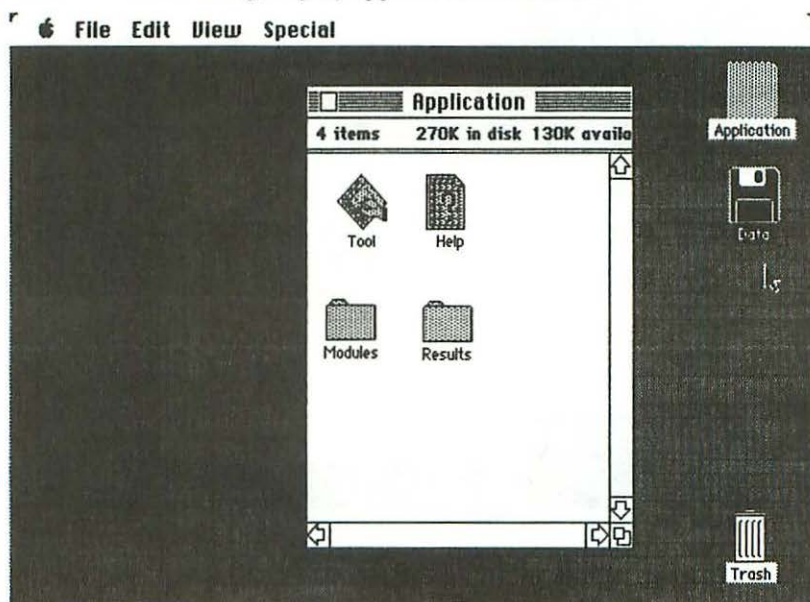 File Edit View Special
Application
4 items 270K in disk 130K availa
Tool Help
Modules Results
Application
Data
Trash